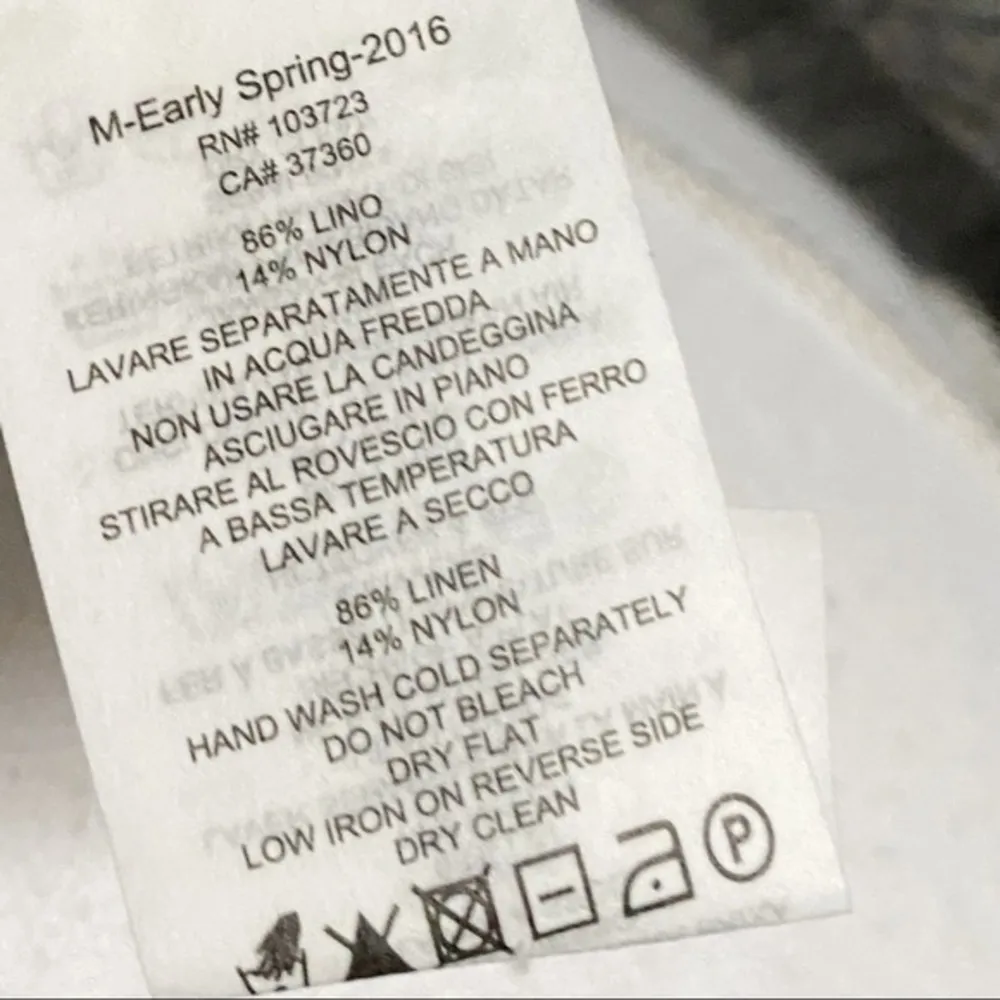 M-Early Spring-2016
RN# 103723
CA# 37360
86% LINO
14% NYLON
LAVARE SEPARATAMENTE A MANO
IN ACQUA FREDDA
NON USARE LA CANDEGGINA
ASCIUGARE IN PIANO
STIRARE AL ROVESCIO CON FERRO
A BASSA TEMPERATURA
LAVARE A SECCO
86% LINEN
14% NYLON
HAND WASH COLD SEPARATELY
DO NOT BLEACH
DRY FLAT
LOW IRON ON REVERSE SIDE
DRY CLEAN
P